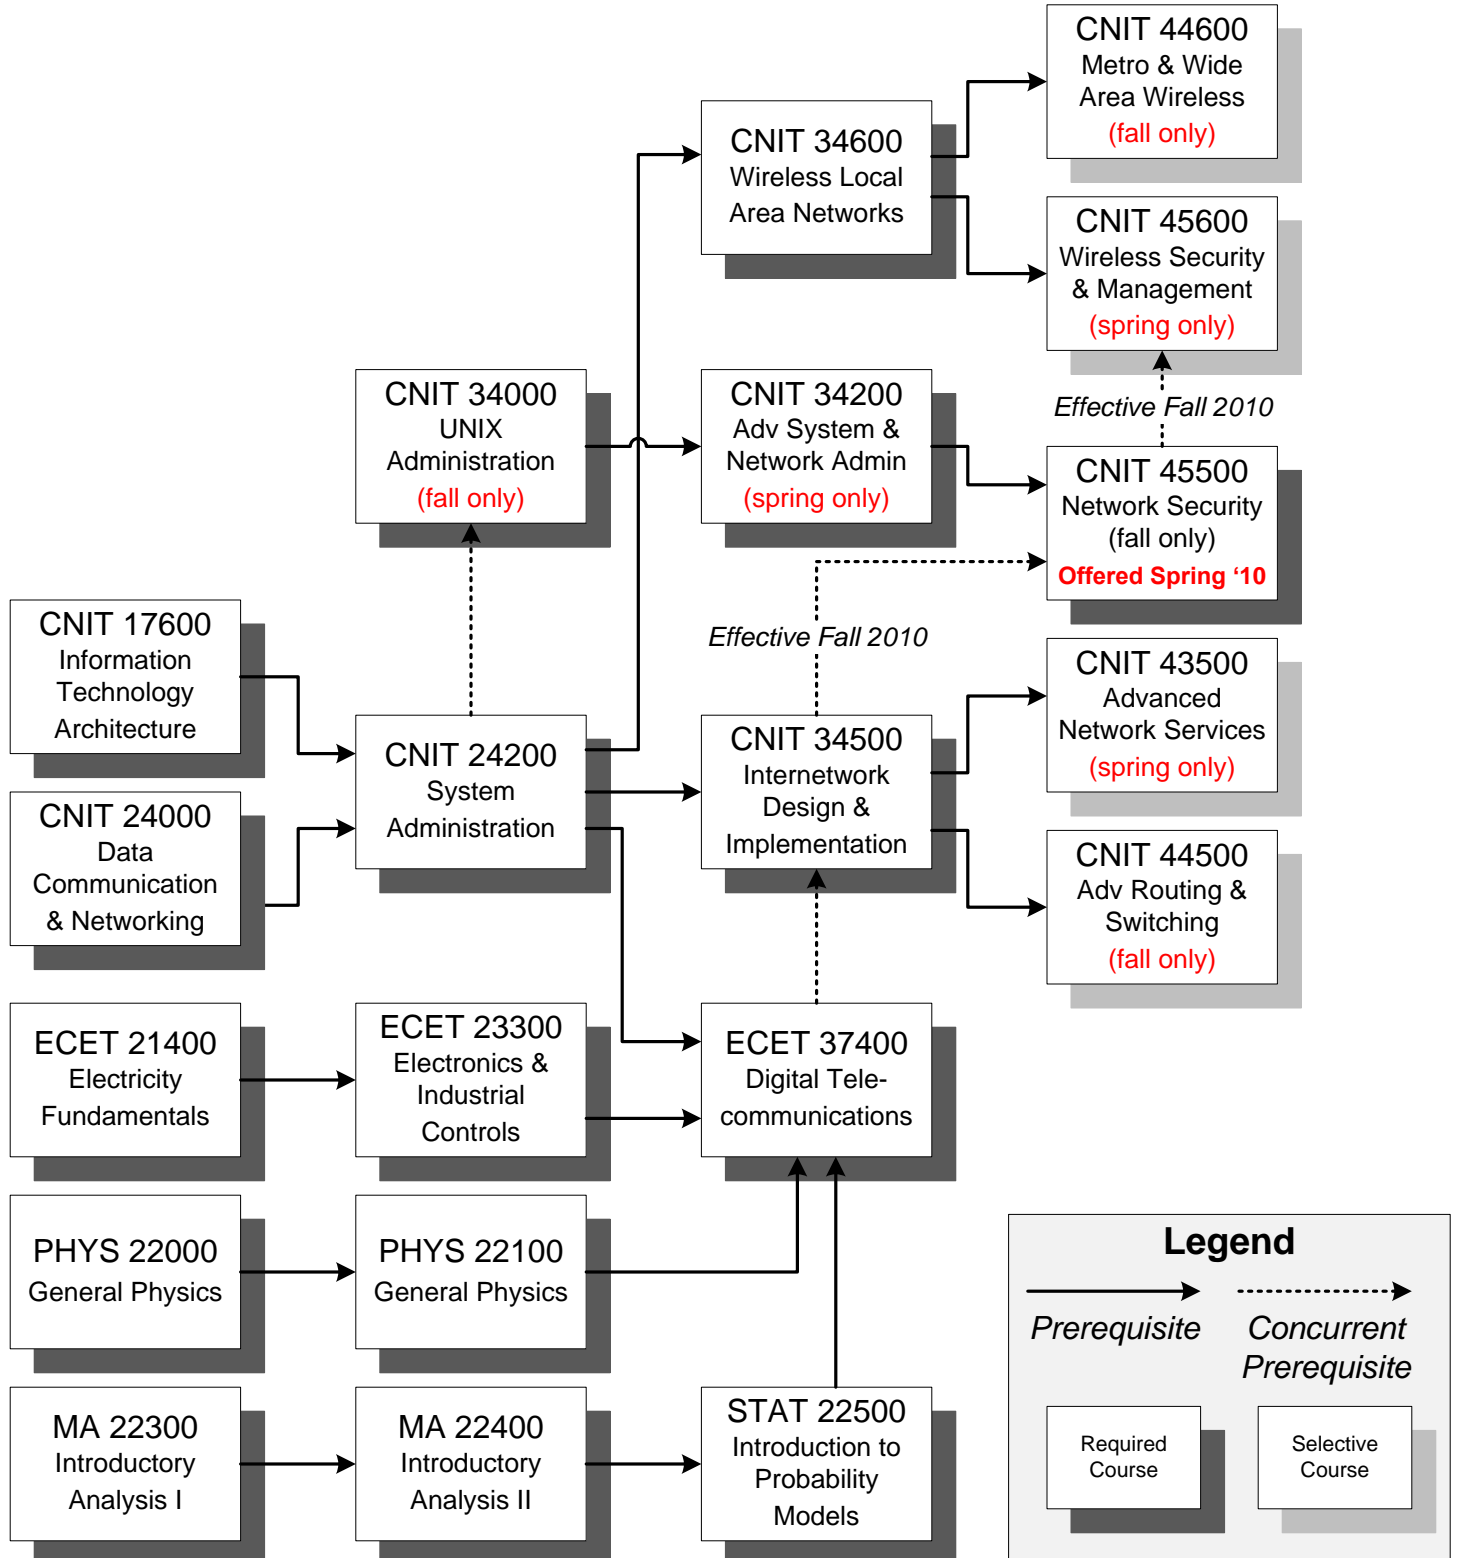 CNIT 44600
Metro & Wide
Area Wireless
(fall only)
CNIT 34600
Wireless Local
Area Networks
CNIT 45600
Wireless Security
& Management
(spring only)
Effective Fall 2010
CNIT 34000
UNIX
Administration
(fall only)
CNIT 34200
Adv System &
Network Admin
(spring only)
CNIT 45500
Network Security
(fall only)
Offered Spring ‘10
Effective Fall 2010
CNIT 17600
Information
Technology
Architecture
CNIT 24200
System
Administration
CNIT 34500
Internetwork
Design &
Implementation
CNIT 43500
Advanced
Network Services
(spring only)
CNIT 24000
Data
Communication
& Networking
CNIT 44500
Adv Routing &
Switching
(fall only)
ECET 21400
Electricity
Fundamentals
ECET 23300
Electronics &
Industrial
Controls
ECET 37400
Digital Tele-
communications
PHYS 22000
General Physics
PHYS 22100
General Physics
MA 22300
Introductory
Analysis I
MA 22400
Introductory
Analysis II
STAT 22500
Introduction to
Probability
Models
Legend
Prerequisite
Concurrent
Prerequisite
Required
Course
Selective
Course